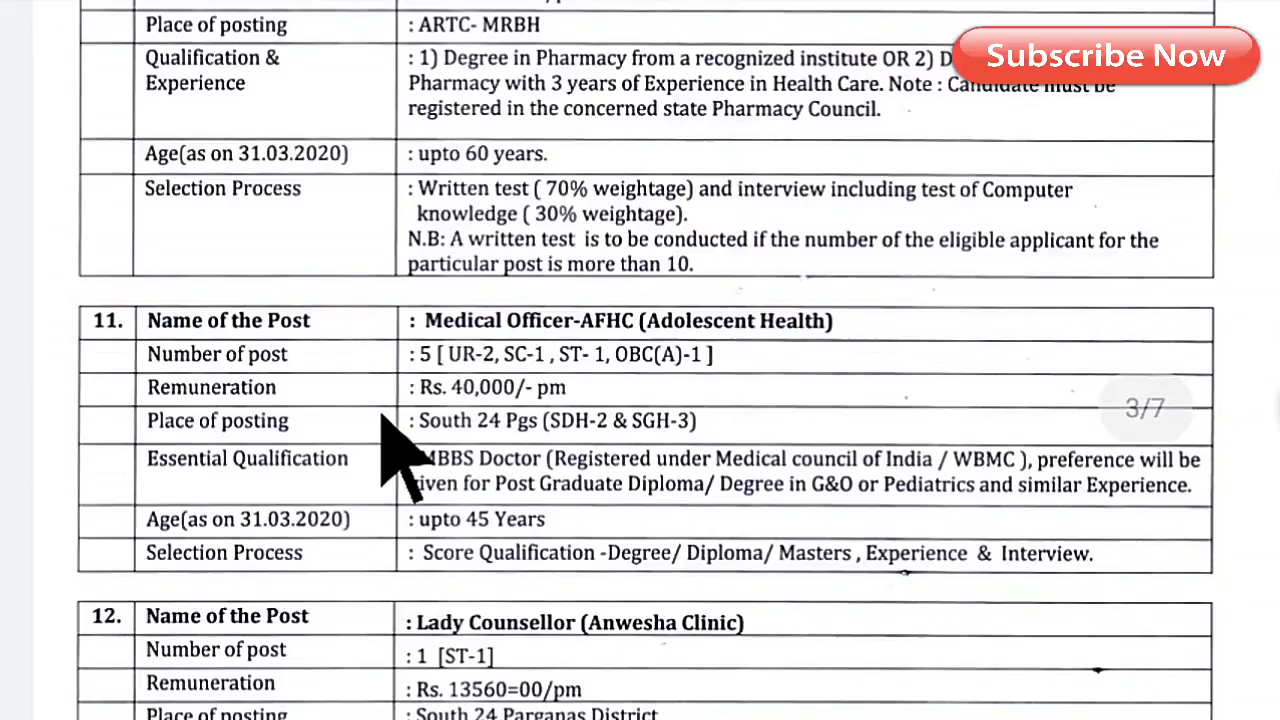 Place of posting : ARTC- MRBH
Qualification & : 1) Degree in Pharmacy from a recognized institute OR 2) D
Experience Pharmacy with 3 years of Experience in Health Care. Note : Candidate must be
registered in the concerned state Pharmacy Council.
Subscribe Now
Age(as on 31.03.2020) : upto 60 years.
Selection Process : Written test ( 70% weightage) and interview including test of Computer
knowledge ( 30% weightage).
N.B: A written test is to be conducted if the number of the eligible applicant for the
particular post is more than 10.
11. Name of the Post : Medical Officer-AFHC (Adolescent Health)
Number of post : 5 [ UR-2, SC-1 , ST- 1, OBC(A)-1 ]
Remuneration : Rs. 40,000/- pm
3/7
Place of posting : South 24 Pgs (SDH-2 & SGH-3)
Essential Qualification MBBS Doctor (Registered under Medical council of India / WBMC ), preference will be
iven for Post Graduate Diploma/ Degree in G&O or Pediatrics and similar Experience.
Age(as on 31.03.2020) : upto 45 Years
Selection Process : Score Qualification -Degree/ Diploma/ Masters , Experience & Interview.
12. Name of the Post : Lady Counsellor (Anwesha Clinic)
Number of post : 1 [ST-1]
Remuneration : Rs. 13560=00/pm
Place of posting : South 24 Parganas District